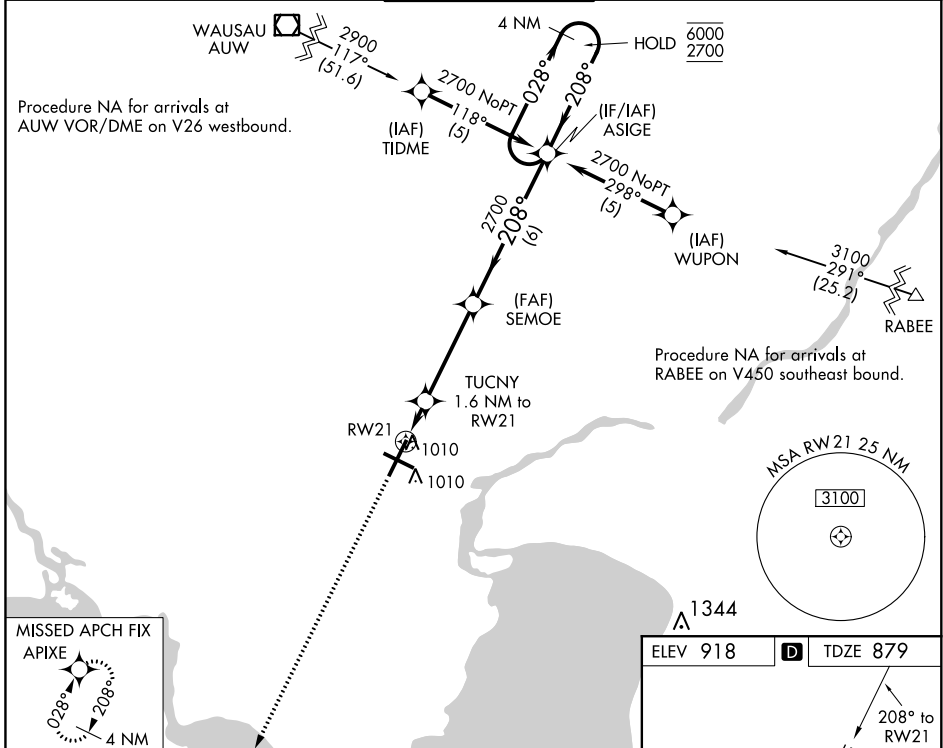 WAUSAU
AUW
2900
117°
(51.6)
Procedure NA for arrivals at
AUW VOR/DME on V26 westbound.
(IAF)
TIDME
2700 NoPT
118°
(5)
4 NM
028°
208°
HOLD
6000
2700
(IF/IAF)
ASIGE
2700 NoPT
298°
(5)
(IAF)
WUPON
3100
291°
(25.2)
RABEE
Procedure NA for arrivals at
RABEE on V450 southeast bound.
2700
208°
(6)
(FAF)
SEMOE
TUCNY
1.6 NM to
RW21
RW21
1010
1010
MSA RW21 25 NM
3100
1344
MISSED APCH FIX
APIXE
028°
208°
4 NM
ELEV 918
D
TDZE 879
208° to
RW21